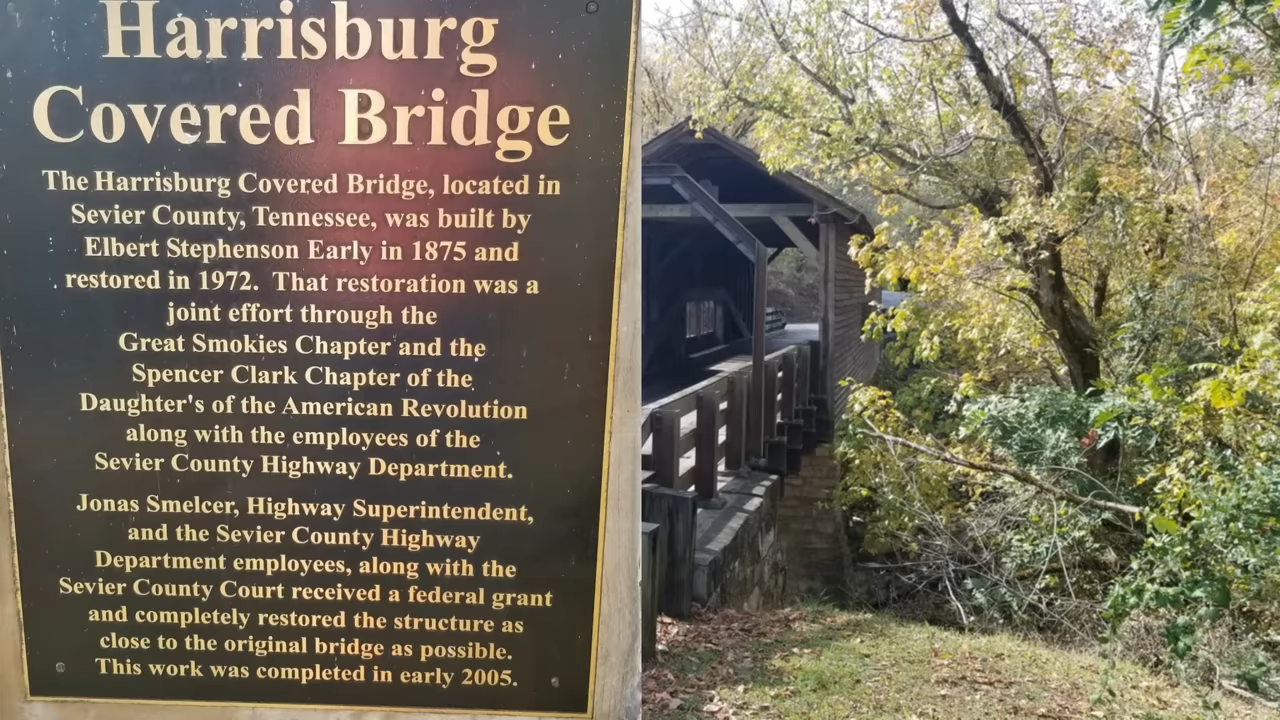 Harrisburg
Covered Bridge
The Harrisburg Covered Bridge, located in
Sevier County, Tennessee, was built by
Elbert Stephenson Early in 1875 and
restored in 1972. That restoration was a
joint effort through the
Great Smokies Chapter and the
Spencer Clark Chapter of the
Daughter's of the American Revolution
along with the employees of the
Sevier County Highway Department.
Jonas Smelcer, Highway Superintendent,
and the Sevier County Highway
Department employees, along with the
Sevier County Court received a federal grant
and completely restored the structure as
close to the original bridge as possible.
This work was completed in early 2005.